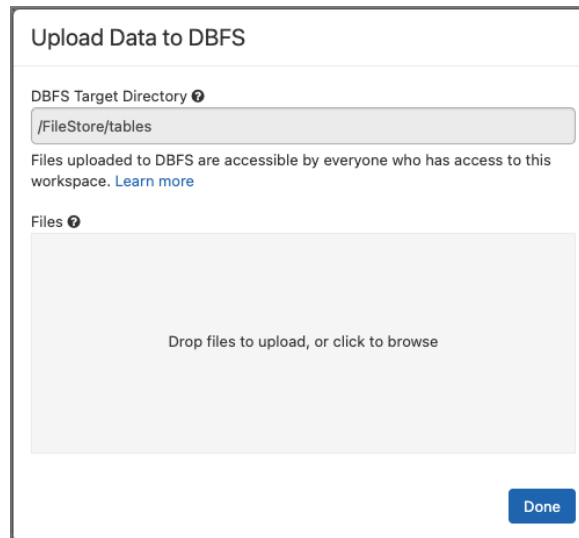 Upload Data to DBFS
DBFS Target Directory
/FileStore/tables
Files uploaded to DBFS are accessible by everyone who has access to this
workspace. Learn more
Files
Drop files to upload, or click to browse
Done